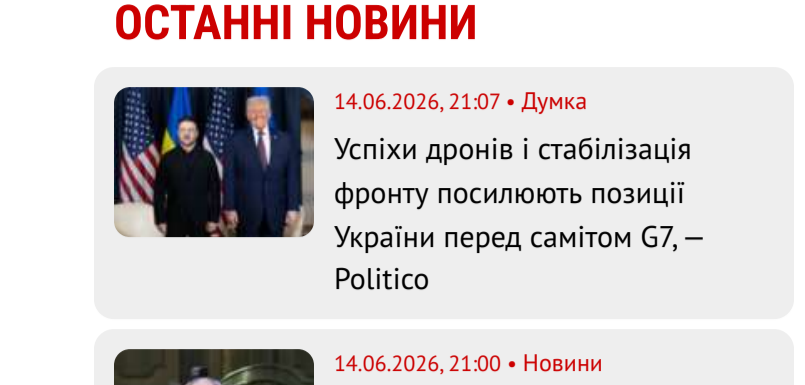 ОСТАННІ НОВИНИ
14.06.2026, 21:07 • Думка
Успіхи дронів і стабілізація
фронту посилюють позиції
України перед самітом G7, —
Politico
14.06.2026, 21:00 • Новини